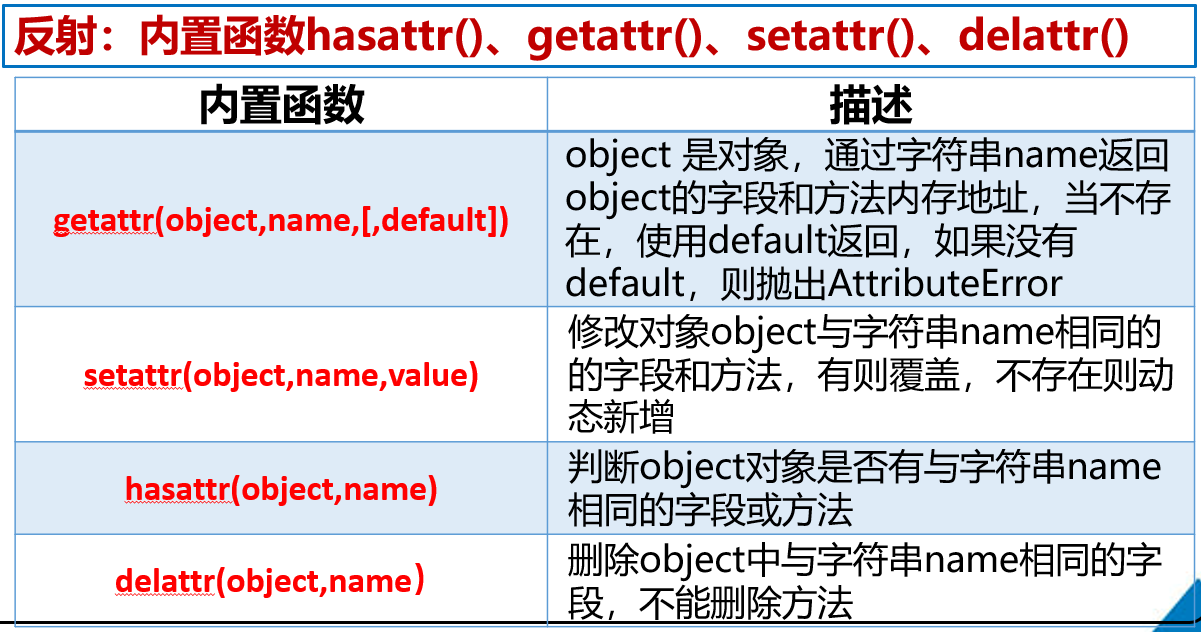 反射：内置函数hasattr()、getattr()、setattr()、delattr()
内置函数
描述
getattr(object,name,[,default])
object 是对象，通过字符串name返回
object的字段和方法内存地址，当不存
在，使用default返回，如果没有
default，则抛出AttributeError
setattr(object,name,value)
修改对象object与字符串name相同的
的字段和方法，有则覆盖，不存在则动
态新增
hasattr(object,name)
判断object对象是否有与字符串name
相同的字段或方法
delattr(object,name）
删除object中与字符串name相同的字
段，不能删除方法